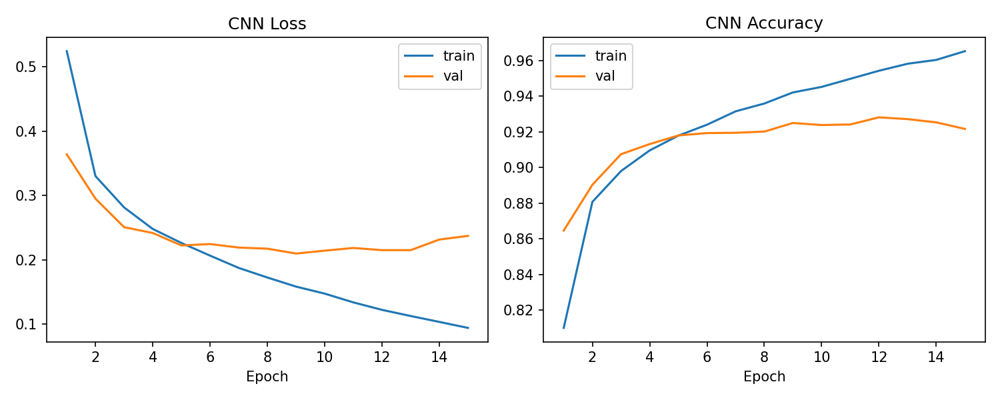 CNN Loss
train
val
0.5
0.4
0.3
0.2
0.1
2 4 6 8 10 12 14
Epoch
CNN Accuracy
train
val
0.96
0.94
0.92
0.90
0.88
0.86
0.84
0.82
2 4 6 8 10 12 14
Epoch